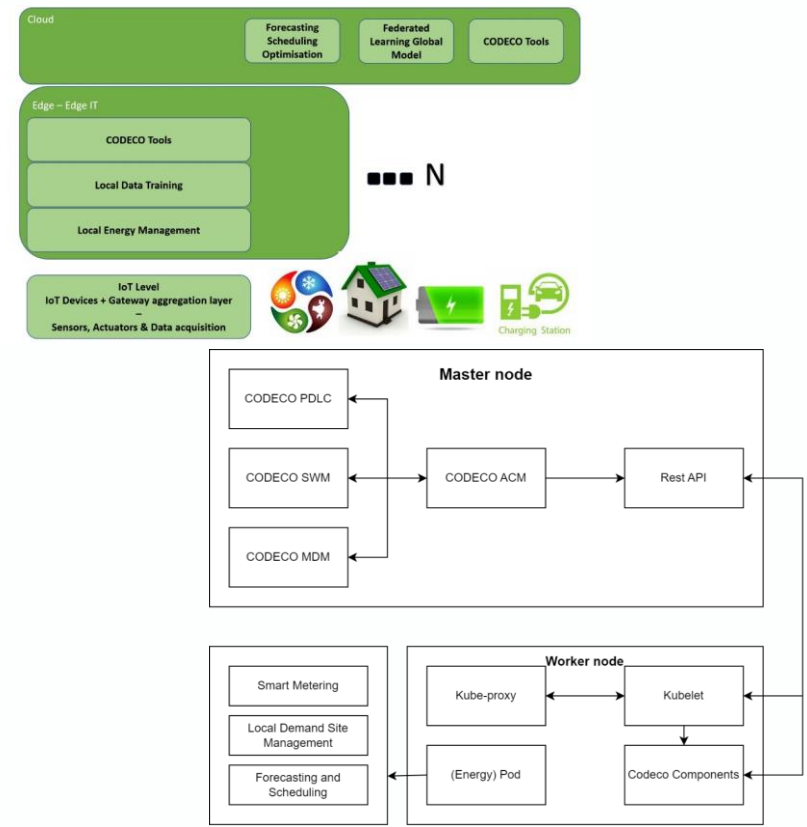 Cloud
Forecasting
Scheduling
Optimisation
Federated
Learning Global
Model
CODECO Tools
Edge – Edge IT
CODECO Tools
Local Data Training
Local Energy Management
N
IoT Level
IoT Devices + Gateway aggregation layer
–
Sensors, Actuators & Data acquisition
Charging Station
Master node
CODECO PDLC
CODECO SWM
CODECO ACM
Rest API
CODECO MDM
Smart Metering
Local Demand Site
Management
Forecasting and
Scheduling
Worker node
Kube-proxy
Kubelet
(Energy) Pod
Codeco Components